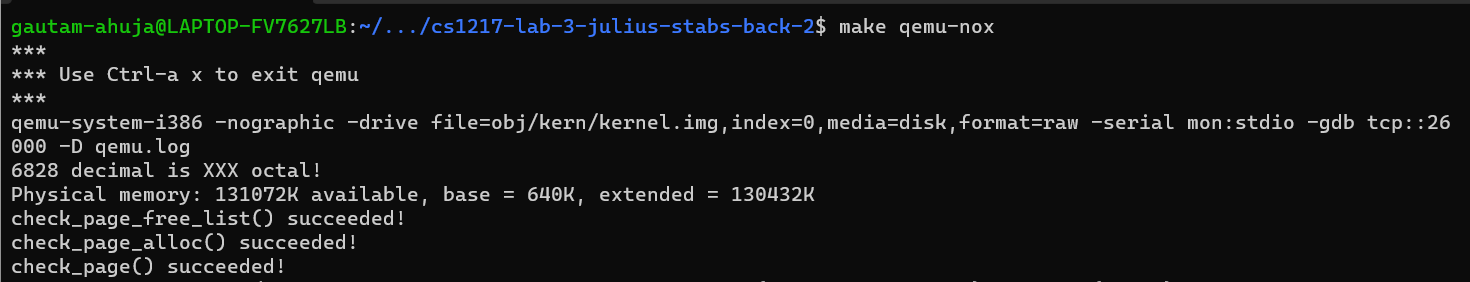 gautam-ahuja@LAPTOP-FV7627LB:~/.../cs1217-lab-3-julius-stabs-back-2$ make qemu-nox
***
*** Use Ctrl-a x to exit qemu
***
qemu-system-i386 -nographic -drive file=obj/kern/kernel.img,index=0,media=disk,format=raw -serial mon:stdio -gdb tcp::26
000 -D qemu.log
6828 decimal is XXX octal!
Physical memory: 131072K available, base = 640K, extended = 130432K
check_page_free_list() succeeded!
check_page_alloc() succeeded!
check_page() succeeded!